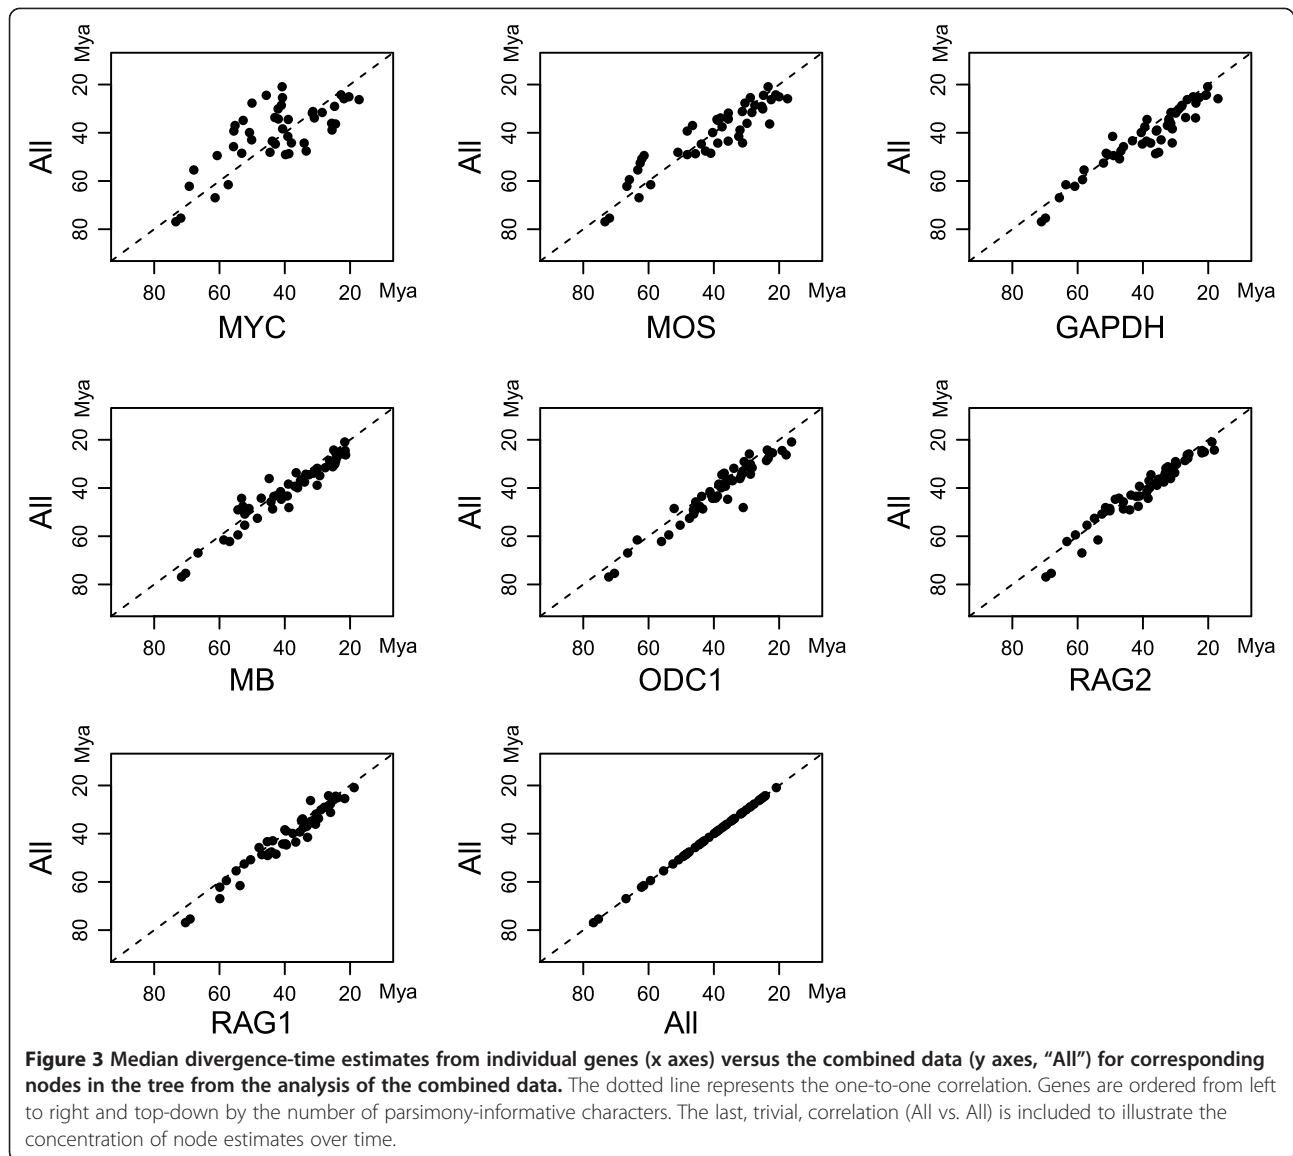 Mya
20
40
60
80
All
80 60 40 20 Mya
MYC
Mya
20
40
60
80
All
80 60 40 20 Mya
MOS
Mya
20
40
60
80
All
80 60 40 20 Mya
GAPDH
Mya
20
40
60
80
All
80 60 40 20 Mya
MB
Mya
20
40
60
80
All
80 60 40 20 Mya
ODC1
Mya
20
40
60
80
All
80 60 40 20 Mya
RAG2
Mya
20
40
60
80
All
80 60 40 20 Mya
RAG1
Mya
20
40
60
80
All
80 60 40 20 Mya
All
Figure 3 Median divergence-time estimates from individual genes (x axes) versus the combined data (y axes, “All”) for corresponding
nodes in the tree from the analysis of the combined data. The dotted line represents the one-to-one correlation. Genes are ordered from left
to right and top-down by the number of parsimony-informative characters. The last, trivial, correlation (All vs. All) is included to illustrate the
concentration of node estimates over time.